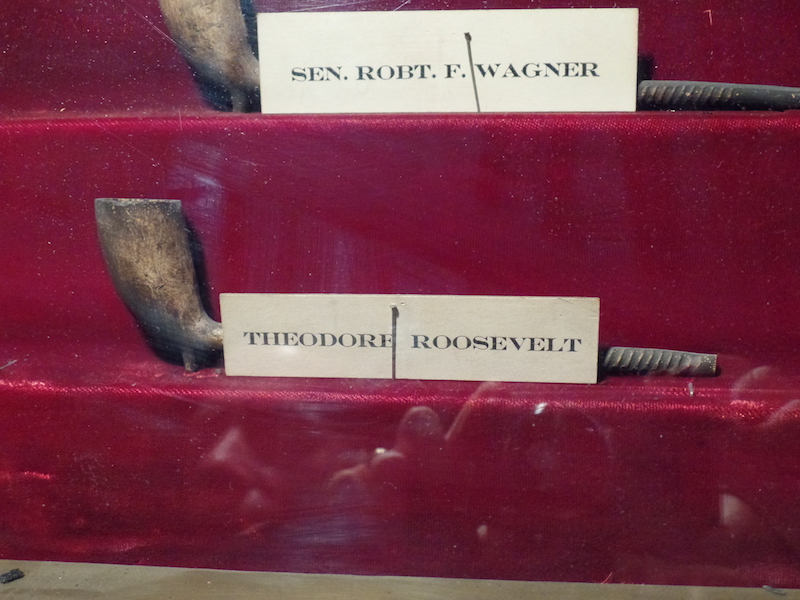 SEN. ROBT. F. WAGNER
THEODORE ROOSEVELT